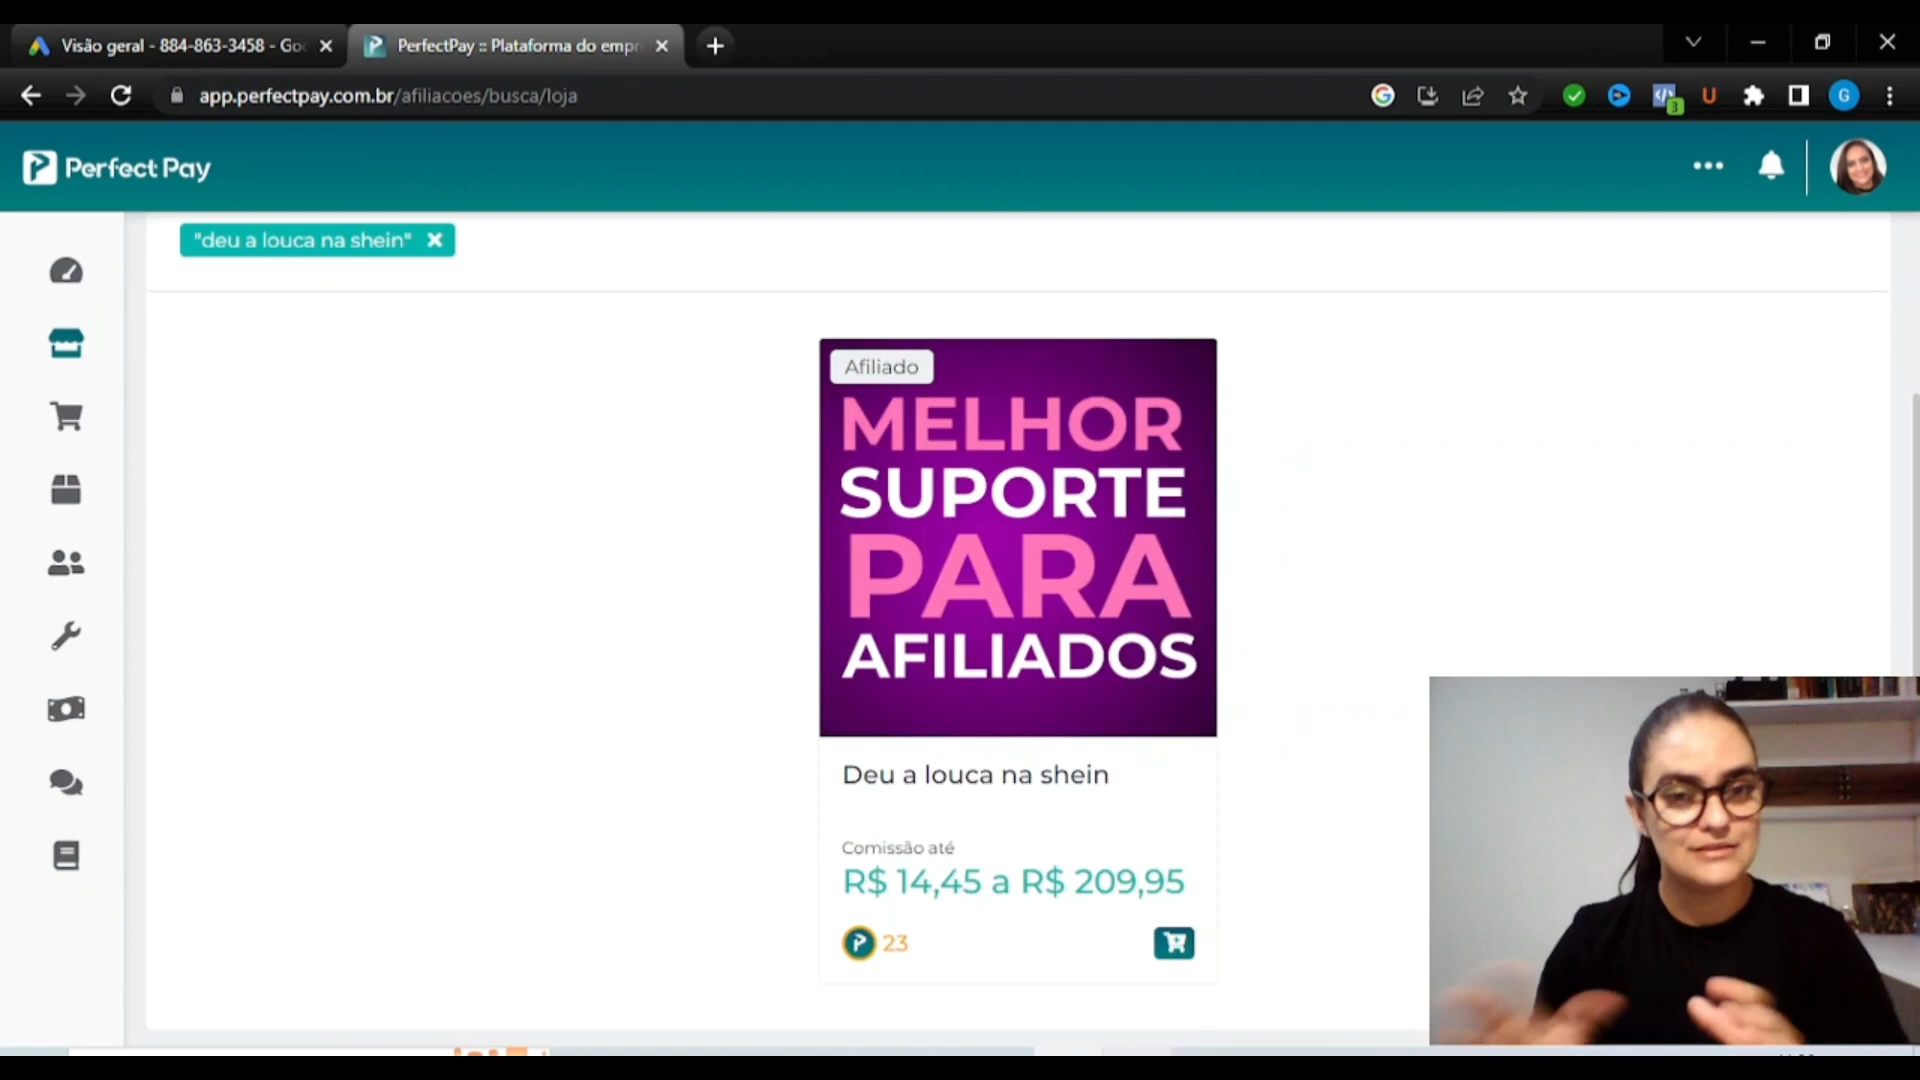 Visão geral - 884-863-3458 - Goo
PerfectPay :: Plataforma do empr
app.perfectpay.com.br/afiliacoes/busca/loja
3
U
G
Perfect Pay
"deu a louca na shein"
Afiliado
MELHOR
SUPORTE
PARA
AFILIADOS
Deu a louca na shein
Comissão até
R$ 14,45 a R$ 209,95
23